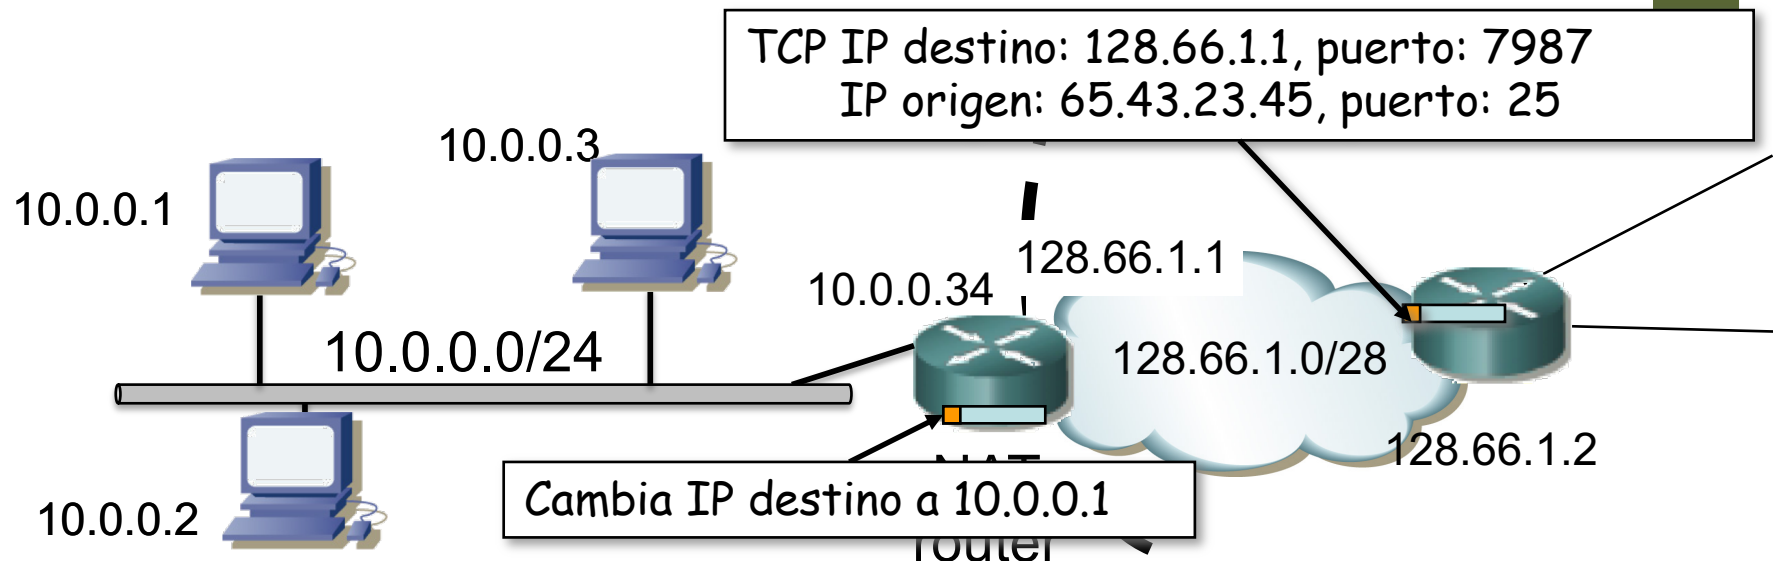 TCP IP destino: 128.66.1.1, puerto: 7987
IP origen: 65.43.23.45, puerto: 25
10.0.0.3
10.0.0.1
128.66.1.1
10.0.0.34
10.0.0.0/24
128.66.1.0/28
128.66.1.2
NAT
Cambia IP destino a 10.0.0.1
10.0.0.2
router